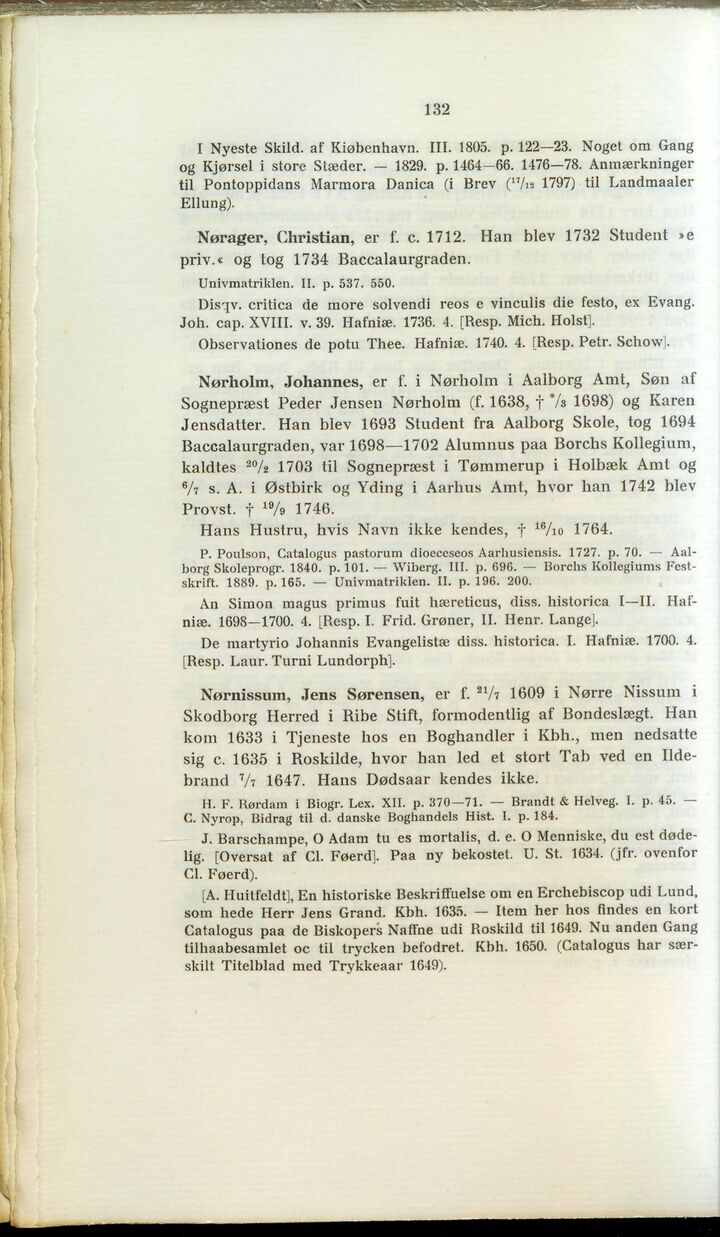 132
I Nyeste Skild. af Kiøbenhavn. III. 1805. p. 122—23. Noget om Gang
og Kjørsel i store Stæder. — 1829. p. 1464—66. 1476—78. Anmærkninger
til Pontoppidans Marmora Danica (i Brev (17/12 1797) til Landmaaler
Ellung).
Nørager, Christian, er f. c. 1712. Han blev 1732 Student »e
priv.« og tog 1734 Baccalaurgraden.
Univmatriklen. II. p. 537. 550.
Disqv. critica de more solvendi reos e vinculis die festo, ex Evang.
Joh. cap. XVIII. v. 39. Hafniæ. 1736. 4. [Resp. Mich. Holst].
Observationes de potu Thee. Hafniæ. 1740. 4. [Resp. Petr. Schow].
Nørholm, Johannes, er f. i Nørholm i Aalborg Amt, Søn af
Sognepræst Peder Jensen Nørholm (f. 1638, † */3 1698) og Karen
Jensdatter. Han blev 1693 Student fra Aalborg Skole, tog 1694
Baccalaurgraden, var 1698—1702 Alumnus paa Borchs Kollegium,
kaldtes 20/2 1703 til Sognepræst i Tømmerup i Holbæk Amt og
6/7 s. A. i Østbirk og Yding i Aarhus Amt, hvor han 1742 blev
Provst. † 19/9 1746.
Hans Hustru, hvis Navn ikke kendes, † 16/10 1764.
P. Poulson, Catalogus pastorum dioecceseos Aarhusiensis. 1727. p. 70. — Aal-
borg Skoleprogr. 1840. p. 101. — Wiberg. III. p. 696. — Borchs Kollegiums Fest-
skrift. 1889. p. 165. — Univmatriklen. II. p. 196. 200.
An Simon magus primus fuit hæreticus, diss. historica I—II. Haf-
niæ. 1698—1700. 4. [Resp. I. Frid. Grøner, II. Henr. Lange].
De martyrio Johannis Evangelistæ diss. historica. I. Hafniæ. 1700. 4.
[Resp. Laur. Turni Lundorph].
Nørnissum, Jens Sørensen, er f. 21/7 1609 i Nørre Nissum i
Skodborg Herred i Ribe Stift, formodentlig af Bondeslægt. Han
kom 1633 i Tjeneste hos en Boghandler i Kbh., men nedsatte
sig c. 1635 i Roskilde, hvor han led et stort Tab ved en Ilde-
brand 7/7 1647. Hans Dødsaar kendes ikke.
H. F. Rørdam i Biogr. Lex. XII. p. 370—71. — Brandt & Helveg. I. p. 45. —
C. Nyrop, Bidrag til d. danske Boghandels Hist. I. p. 184.
J. Barschampe, O Adam tu es mortalis, d. e. O Menniske, du est døde-
lig. [Oversat af Cl. Føerd]. Paa ny bekostet. U. St. 1634. (jfr. ovenfor
Cl. Føerd).
[A. Huitfeldt], En historiske Beskriffuelse om en Erchebiscop udi Lund,
som hede Herr Jens Grand. Kbh. 1635. — Item her hos findes en kort
Catalogus paa de Biskopers Naffne udi Roskild til 1649. Nu anden Gang
tilhaabesamlet oc til trycken befodret. Kbh. 1650. (Catalogus har sær-
skilt Titelblad med Trykkeaar 1649).